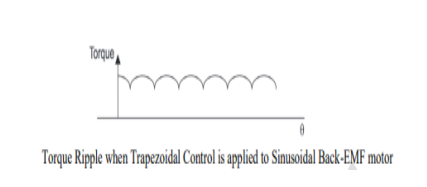 Torque
θ
Torque Ripple when Trapezoidal Control is applied to Sinusoidal Back-EMF motor